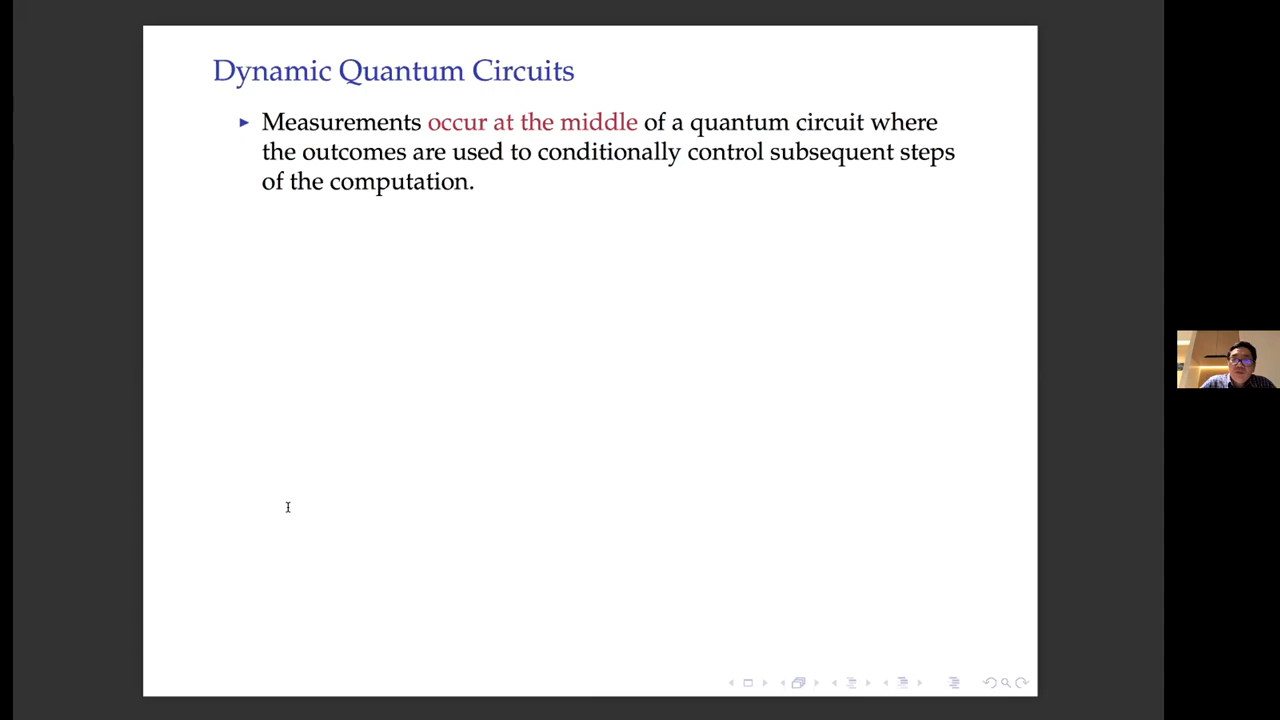 Dynamic Quantum Circuits
Measurements occur at the middle of a quantum circuit where
the outcomes are used to conditionally control subsequent steps
of the computation.